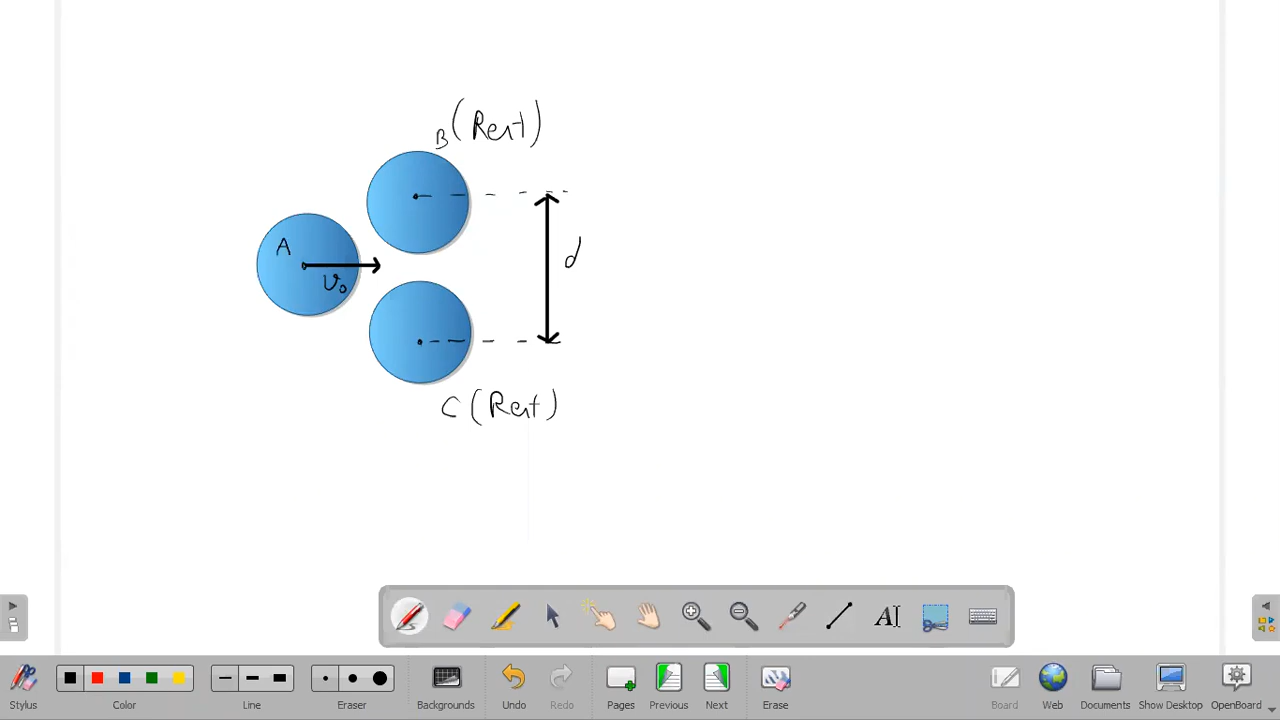 B (Rest)
A
v₀
d
C (Rest)
Stylus
Color
Line
Eraser
Backgrounds
Undo
Redo
Pages
Previous
Next
Erase
Board
Web
Documents
Show Desktop
OpenBoard